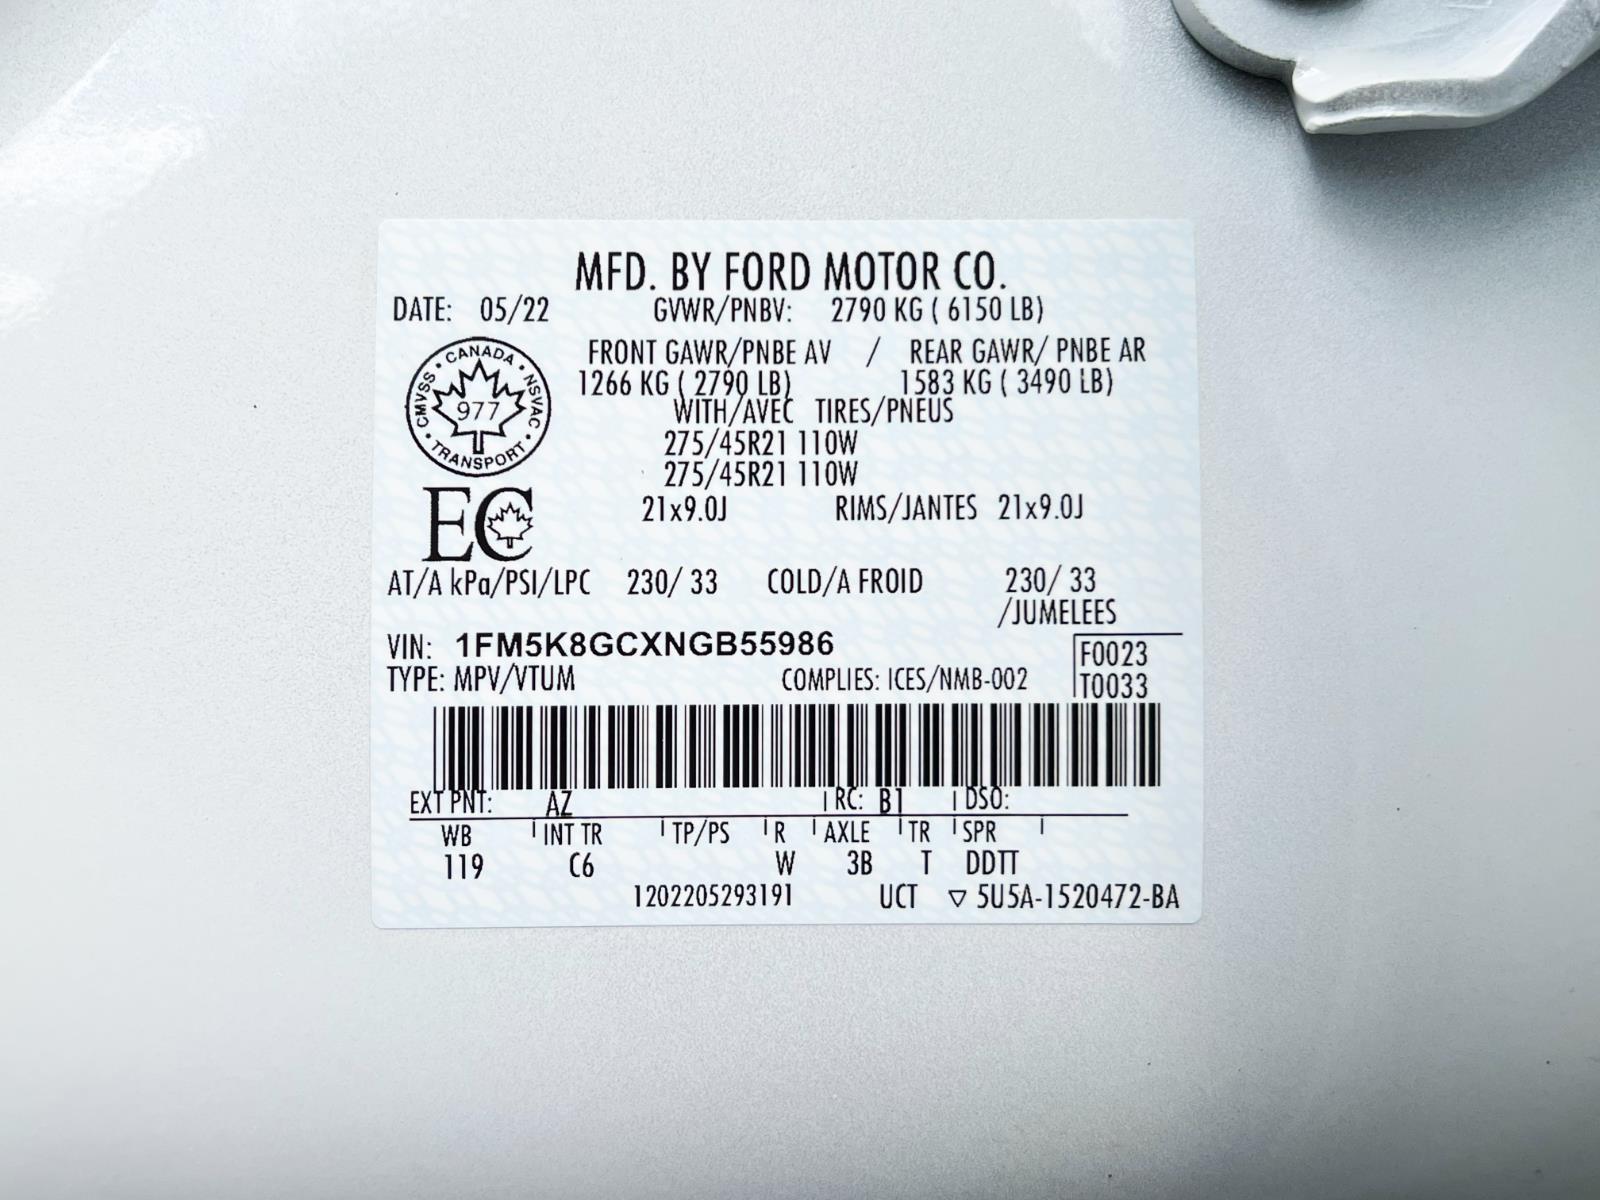 MFD. BY FORD MOTOR CO.
DATE: 05/22 GVWR/PNBV: 2790 KG ( 6150 LB)
FRONT GAWR/PNBE AV / REAR GAWR/ PNBE AR
1266 KG ( 2790 LB) 1583 KG ( 3490 LB)
WITH/AVEC TIRES/PNEUS
275/45R21 110W
275/45R21 110W
21x9.0J RIMS/JANTES 21x9.0J
CANADA · NSVAC · TRANSPORT · CMVSS ·
977
EC
AT/A kPa/PSI/LPC 230/ 33 COLD/A FROID 230/ 33
/JUMELEES
VIN: 1FM5K8GCXNGB55986
F0023
TYPE: MPV/VTUM COMPLIES: ICES/NMB-002
T0033
EXT PNT: AZ RC: B1 DSO:
WB INT TR TP/PS R AXLE TR SPR
119 C6 W 3B T DDTT
1202205293191 UCT ▽ 5U5A-1520472-BA